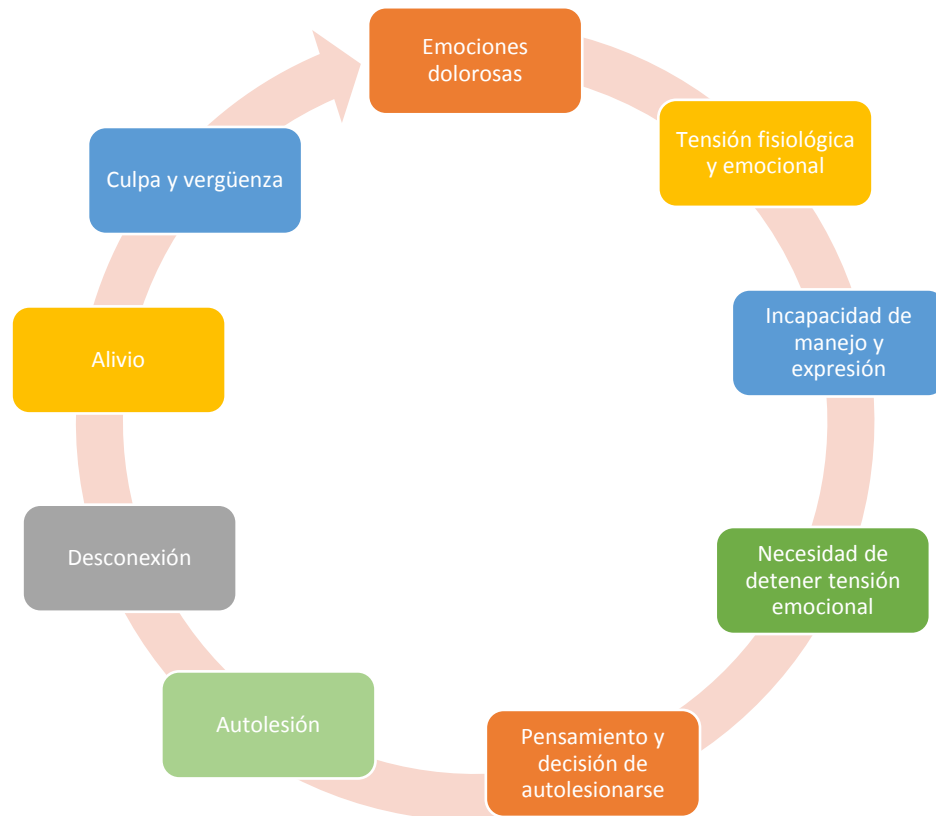 Emociones
dolorosas
Tensión fisiológica
y emocional
Incapacidad de
manejo y
expresión
Necesidad de
detener tensión
emocional
Pensamiento y
decisión de
autolesionarse
Autolesión
Desconexión
Alivio
Culpa y vergüenza